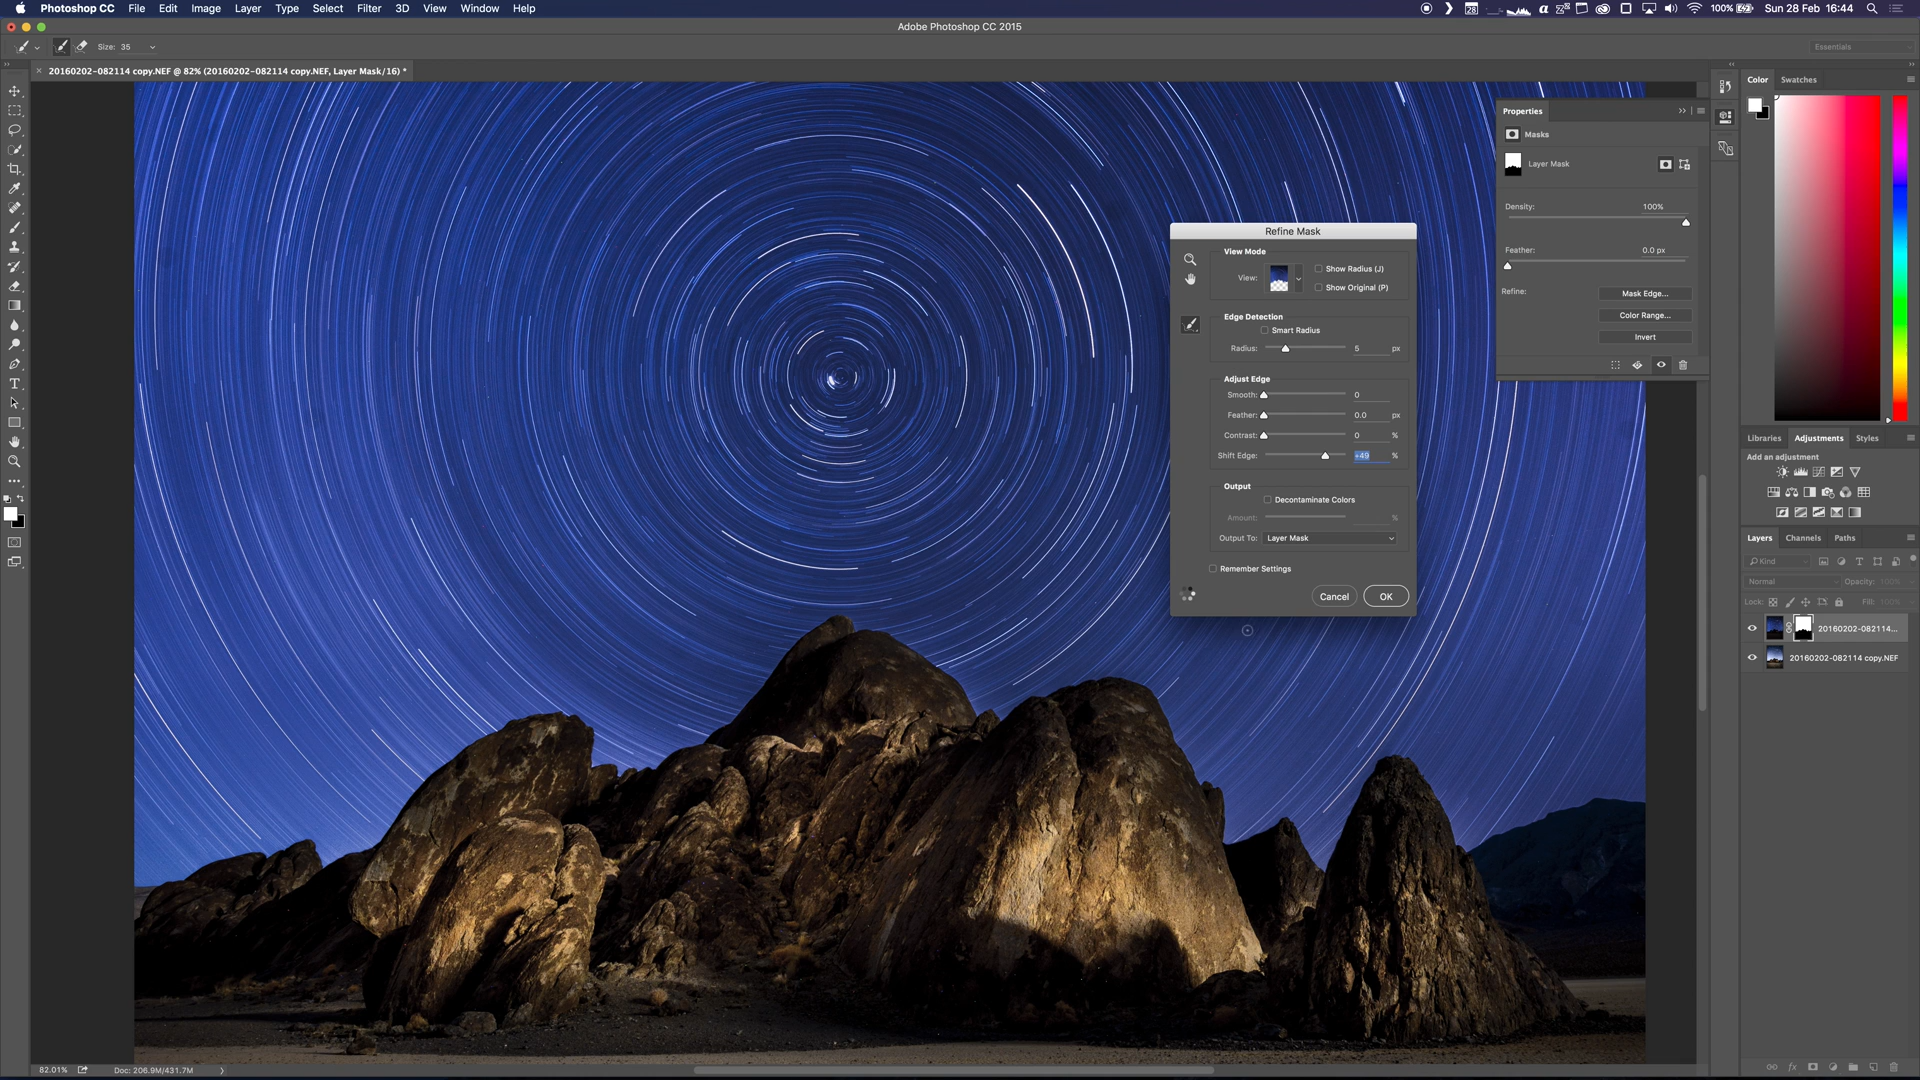 Photoshop CC File Edit Image Layer Type Select Filter 3D View Window Help
28 100% Sun 28 Feb 16:44
Adobe Photoshop CC 2015
Size: 35
Essentials
20160202-082114 copy.NEF @ 82% (20160202-082114 copy.NEF, Layer Mask/16) *
Color Swatches
Properties
Masks
Layer Mask
Density: 100%
Feather: 0.0 px
Refine:
Mask Edge...
Color Range...
Invert
Refine Mask
View Mode
View:
Show Radius (J)
Show Original (P)
Edge Detection
Smart Radius
Radius: 5 px
Adjust Edge
Smooth: 0
Feather: 0.0 px
Contrast: 0 %
Shift Edge: +49 %
Output
Decontaminate Colors
Amount: %
Output To: Layer Mask
Remember Settings
Cancel OK
Libraries Adjustments Styles
Add an adjustment
Layers Channels Paths
Kind
Normal Opacity: 100%
Lock: Fill: 100%
20160202-082114...
20160202-082114 copy.NEF
82.01% Doc: 206.9M/431.7M